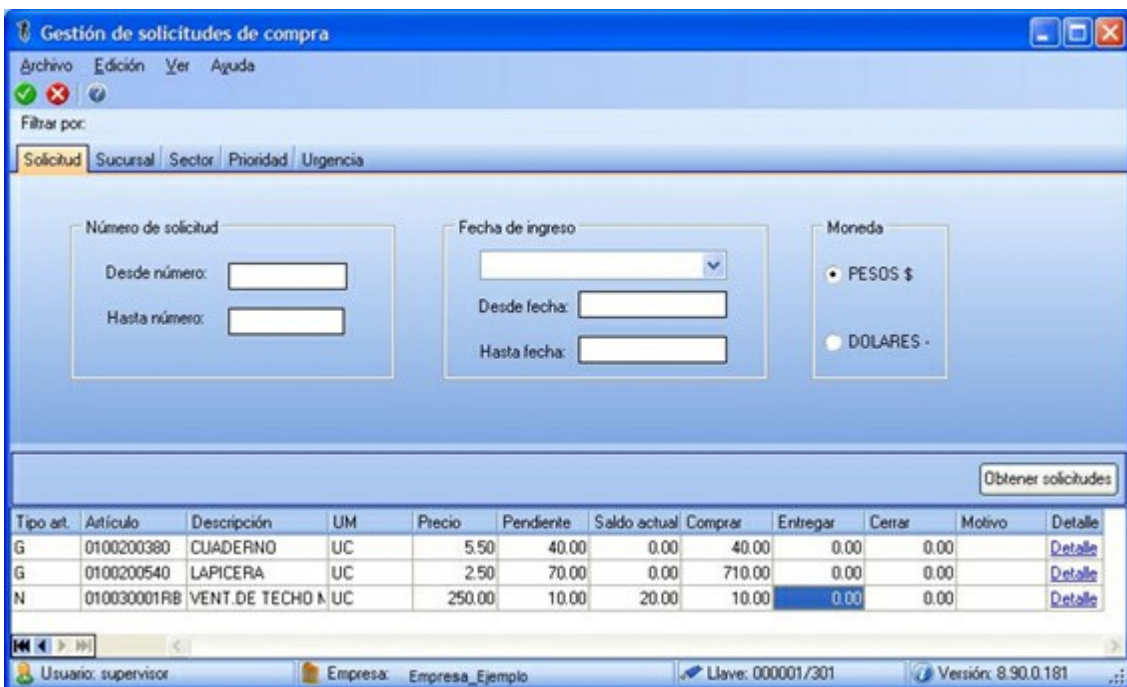 Gestión de solicitudes de compra
Archivo Edición Ver Ayuda
Filtrar por:
Solicitud Sucursal Sector Prioridad Urgencia
Número de solicitud Fecha de ingreso Moneda
Desde número: PESOS $
Desde fecha:
Hasta número:
DOLARES -
Hasta fecha:
Obtener solicitudes
Tipo art. Artículo Descripción UM Precio Pendiente Saldo actual Comprar Entregar Cerrar Motivo Detalle
G 0100200380 CUADERNO UC 5.50 40.00 0.00 40.00 0.00 0.00 Detalle
G 0100200540 LAPICERA UC 2.50 70.00 0.00 710.00 0.00 0.00 Detalle
N 010030001RB VENT.DE TECHO M UC 250.00 10.00 20.00 10.00 0.00 0.00 Detalle
Usuario: supervisor Empresa: Empresa_Ejemplo Llave: 000001/301 Versión: 8.90.0.181